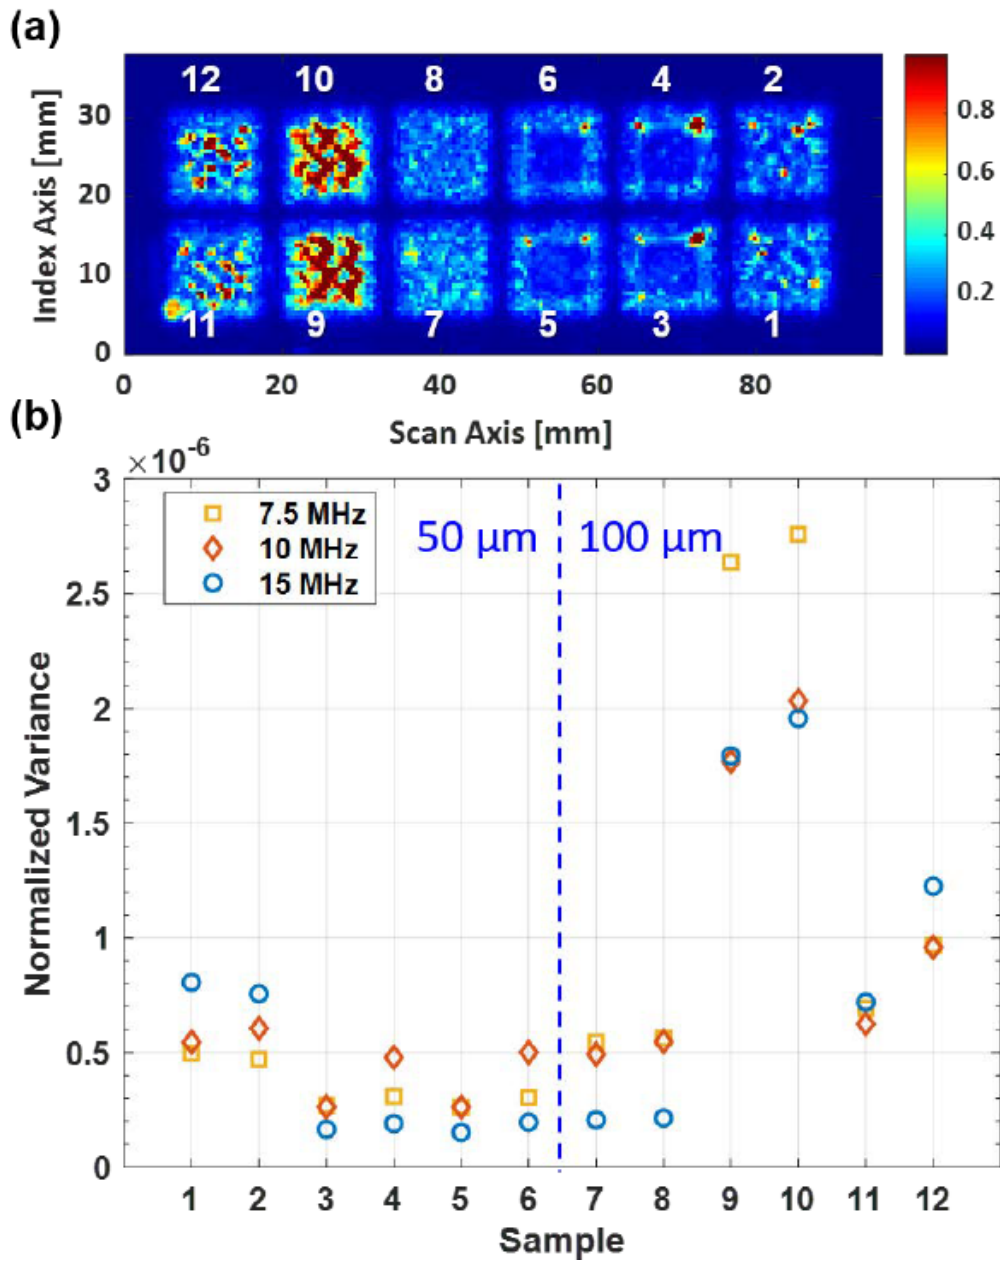 (a)
12 10 8 6 4 2
11 9 7 5 3 1
Index Axis [mm]
30
20
10
0
0 20 40 60 80
Scan Axis [mm]
0.8
0.6
0.4
0.2
(b)
×10-6
3
2.5
2
1.5
1
0.5
0
Normalized Variance
7.5 MHz
10 MHz
15 MHz
50 µm
100 µm
1 2 3 4 5 6 7 8 9 10 11 12
Sample